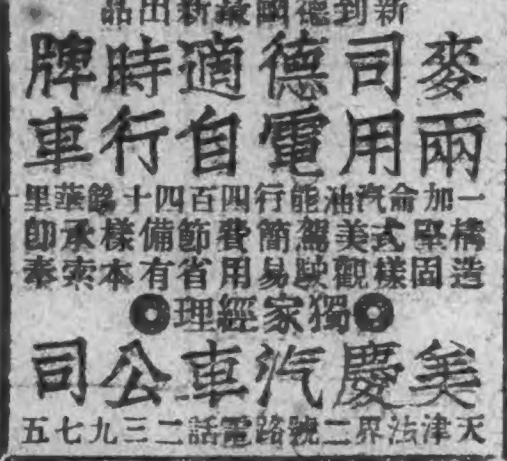 新到德國最新出品
麥司德適時牌
兩用電自行車
一加侖汽油能行四百四十餘華里
構造堅固式樣美觀駕駛簡易費用節省備有樣本承索卽奉
獨家經理
美慶汽車公司
天津法界二號路電話二三九七五